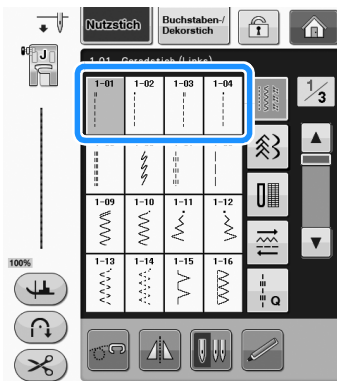 Nutzstich
Buchstaben-/
Dekorstich
J
1-01 Geradstich (Links)
1-01 1-02 1-03 1-04
1/3
1-09 1-10 1-11 1-12
100%
1-13 1-14 1-15 1-16
Q